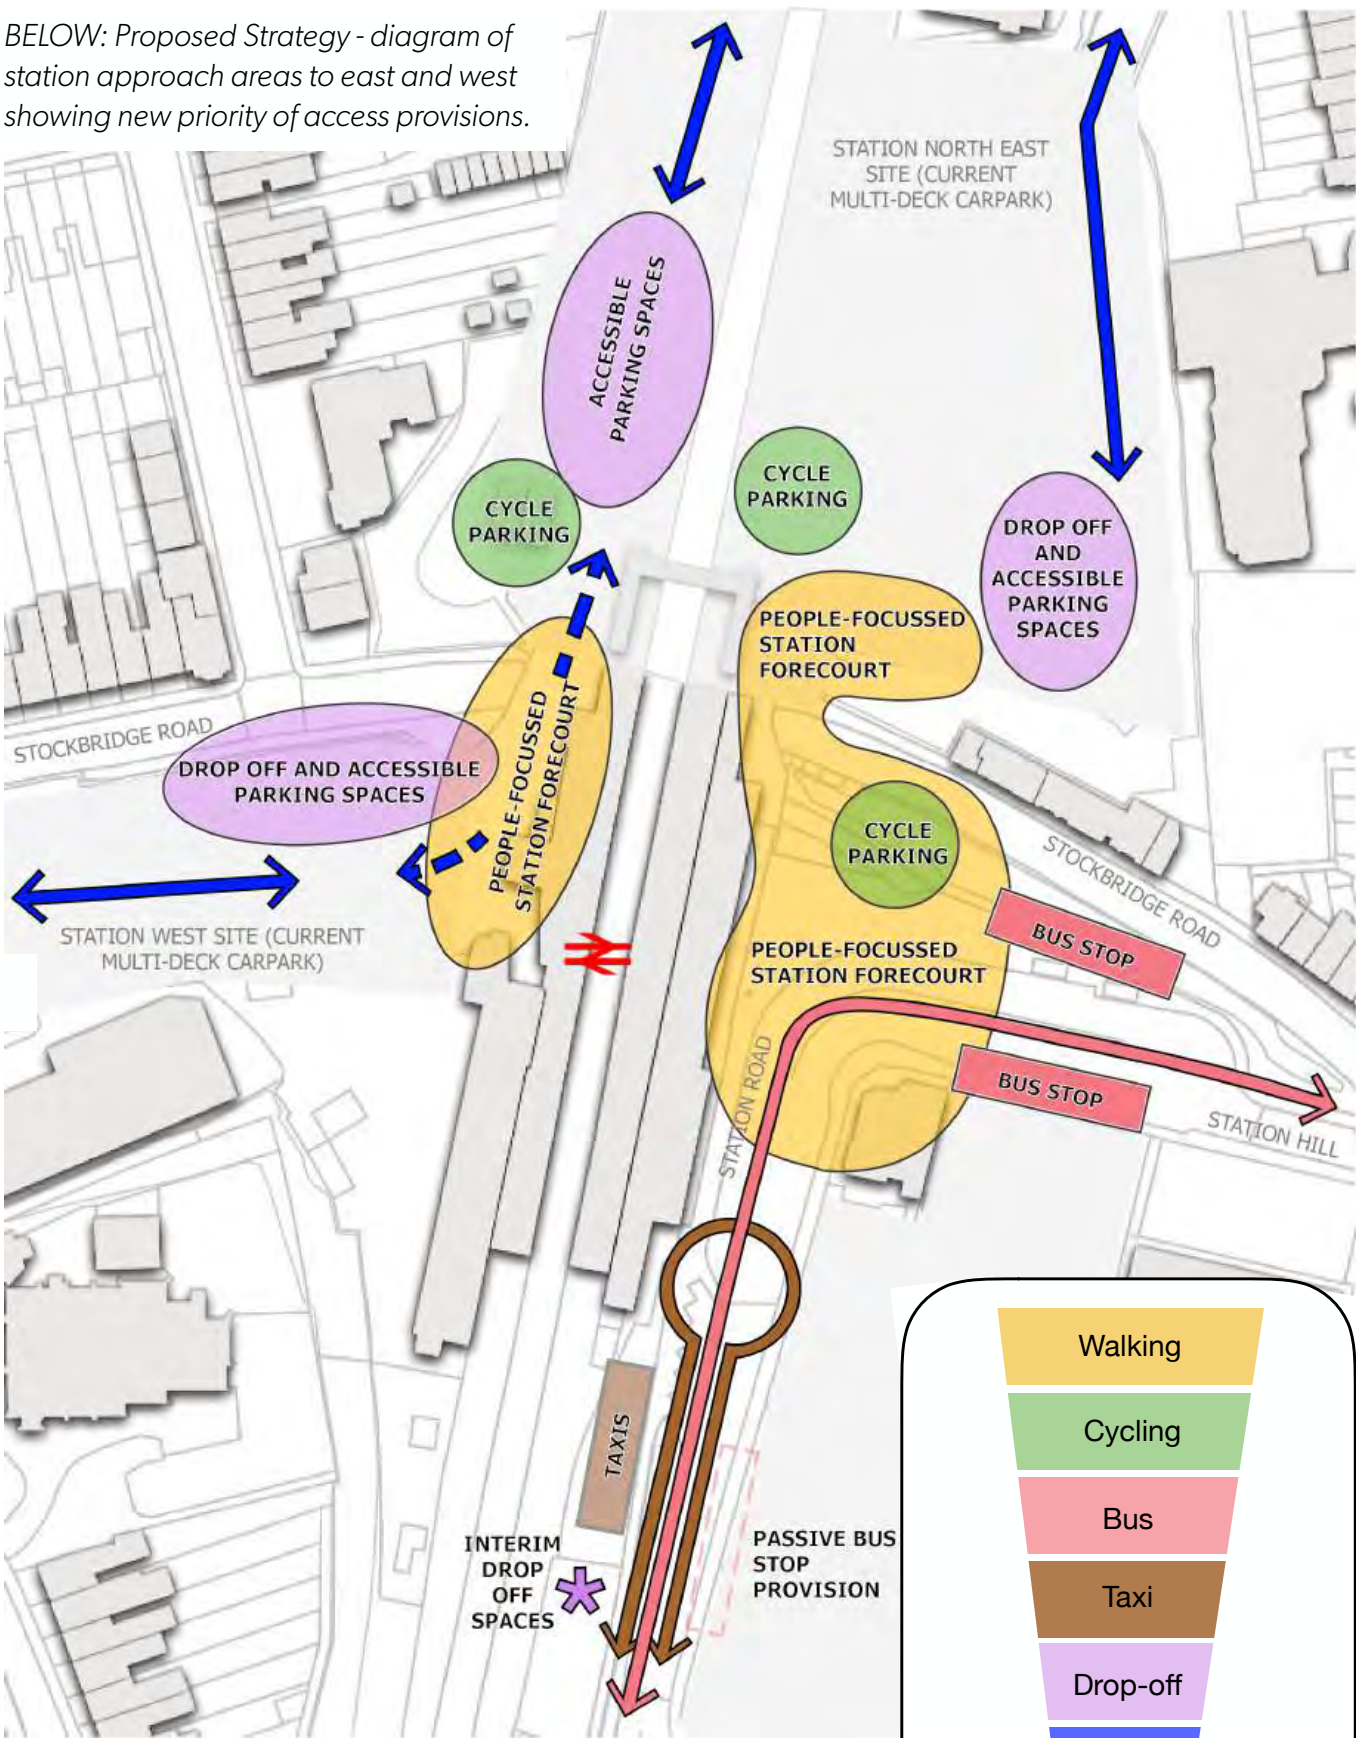 BELOW: Proposed Strategy - diagram of
station approach areas to east and west
showing new priority of access provisions.
STATION NORTH EAST
SITE (CURRENT
MULTI-DECK CARPARK)
ACCESSIBLE
PARKING SPACES
CYCLE
PARKING
CYCLE
PARKING
DROP OFF
AND
ACCESSIBLE
PARKING
SPACES
PEOPLE-FOCUSSED
STATION
FORECOURT
STOCKBRIDGE ROAD
DROP OFF AND ACCESSIBLE
PARKING SPACES
PEOPLE-FOCUSSED
STATION FORECOURT
CYCLE
PARKING
STOCKBRIDGE ROAD
STATION WEST SITE (CURRENT
MULTI-DECK CARPARK)
PEOPLE-FOCUSSED
STATION FORECOURT
BUS STOP
BUS STOP
STATION ROAD
STATION HILL
TAXIS
INTERIM
DROP
OFF
SPACES
PASSIVE BUS
STOP
PROVISION
Walking
Cycling
Bus
Taxi
Drop-off